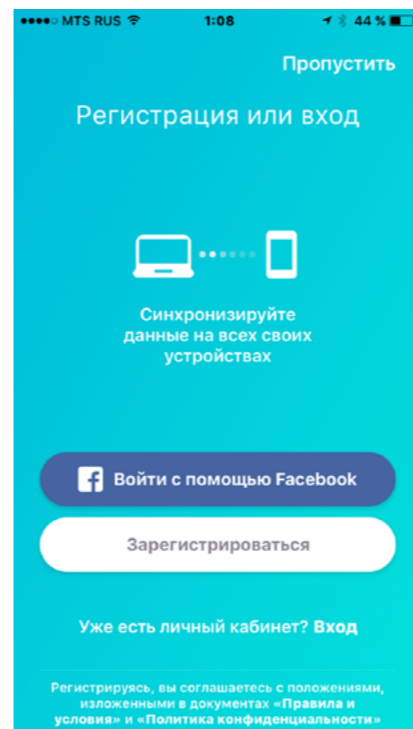 MTS RUS 1:08 44 %
Пропустить
Регистрация или вход
Синхронизируйте
данные на всех своих
устройствах
Войти с помощью Facebook
Зарегистрироваться
Уже есть личный кабинет? Вход
Регистрируясь, вы соглашаетесь с положениями,
изложенными в документах «Правила и
условия» и «Политика конфиденциальности»